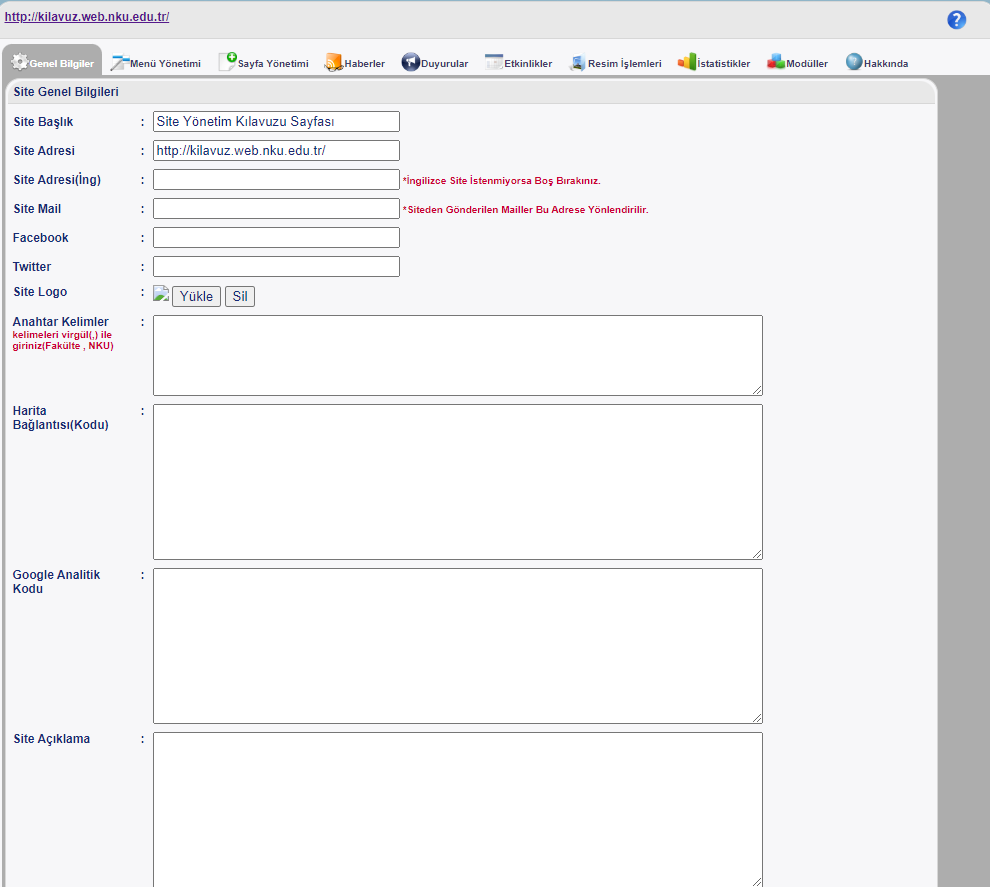 http://kilavuz.web.nku.edu.tr/
?
Genel Bilgiler Menü Yönetimi Sayfa Yönetimi Haberler Duyurular Etkinlikler Resim İşlemleri İstatistikler Modüller Hakkında
Site Genel Bilgileri
Site Başlık : Site Yönetim Kılavuzu Sayfası
Site Adresi : http://kilavuz.web.nku.edu.tr/
Site Adresi(İng) : *İngilizce Site İstenmiyorsa Boş Bırakınız.
Site Mail : *Siteden Gönderilen Mailler Bu Adrese Yönlendirilir.
Facebook :
Twitter :
Site Logo : Yükle Sil
Anahtar Kelimler :
kelimeleri virgül(,) ile
giriniz(Fakülte , NKU)
Harita :
Bağlantısı(Kodu)
Google Analitik :
Kodu
Site Açıklama :